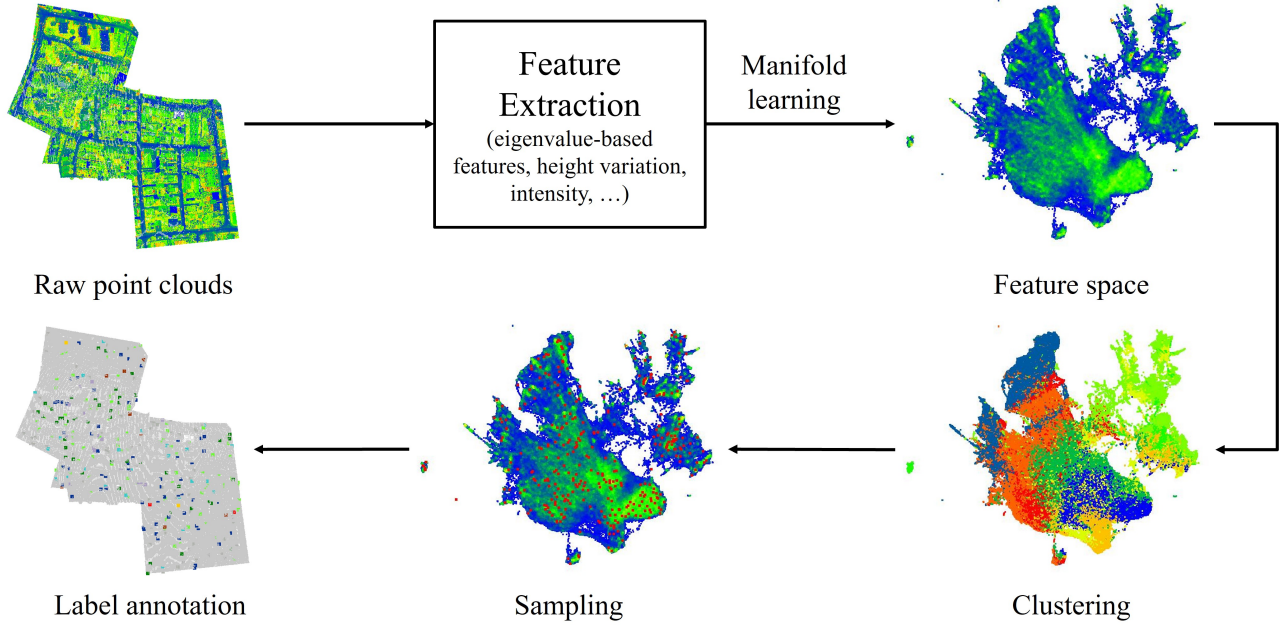 Feature
Extraction
(eigenvalue-based
features, height variation,
intensity, …)
Manifold
learning
Raw point clouds
Feature space
Label annotation
Sampling
Clustering